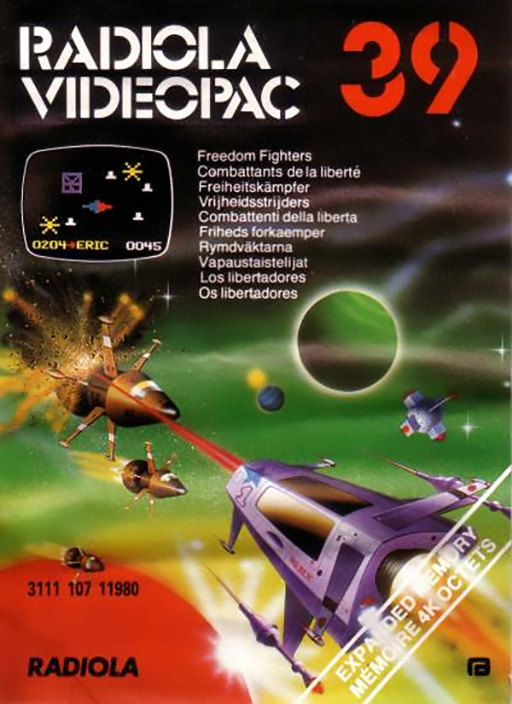 RADIOLA 39
VIDEOPAC
Freedom Fighters
Combattants de la liberté
Freiheitskämpfer
Vrijheidsstrijders
Combattenti della liberta
Friheds forkaemper
Rymdväktarna
Vapaustaistelijat
Los libertadores
Os libertadores
0204→ERIC 0045
1
3111 107 11980
EXPANDED MEMORY
MÉMOIRE 4K OCTETS
RADIOLA